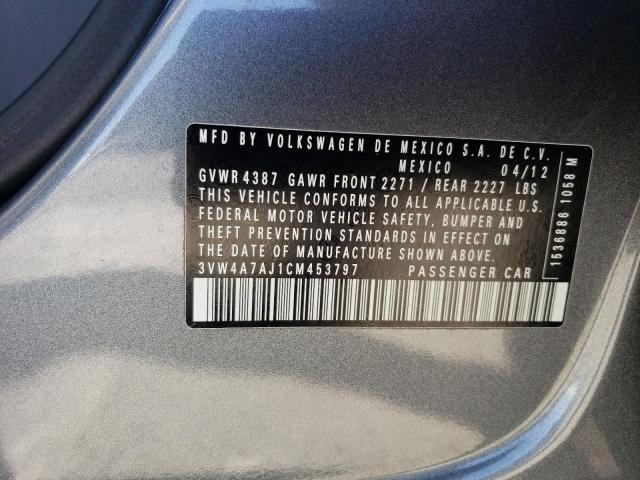 MFD BY VOLKSWAGEN DE MEXICO S.A. DE C.V.
MEXICO 04/12
GVWR 4387 GAWR FRONT 2271 / REAR 2227 LBS
THIS VEHICLE CONFORMS TO ALL APPLICABLE U.S.
FEDERAL MOTOR VEHICLE SAFETY, BUMPER AND
THEFT PREVENTION STANDARDS IN EFFECT ON
THE DATE OF MANUFACTURE SHOWN ABOVE.
3VW4A7AJ1CM453797 PASSENGER CAR
1536886 1058 M